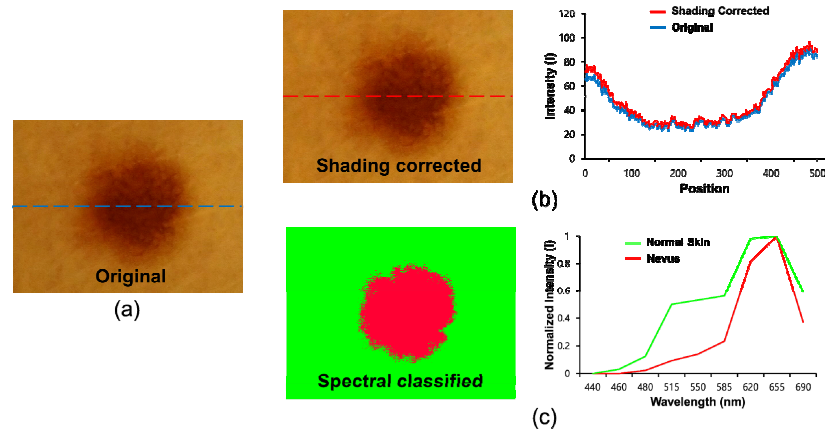 Original
(a)
Shading corrected
Shading Corrected
Original
Intensity (I)
120
100
80
60
40
20
0
0 100 200 300 400 500
Position
(b)
Spectral classified
Normal Skin
Nevus
Normalized Intensity (I)
1
0.8
0.6
0.4
0.2
0
440 460 480 515 550 585 620 655 690
Wavelength (nm)
(c)